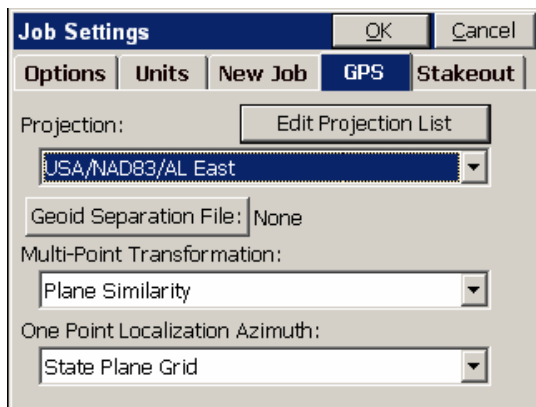 Job Settings OK Cancel
Options Units New Job GPS Stakeout
Projection: Edit Projection List
USA/NAD83/AL East
Geoid Separation File: None
Multi-Point Transformation:
Plane Similarity
One Point Localization Azimuth:
State Plane Grid